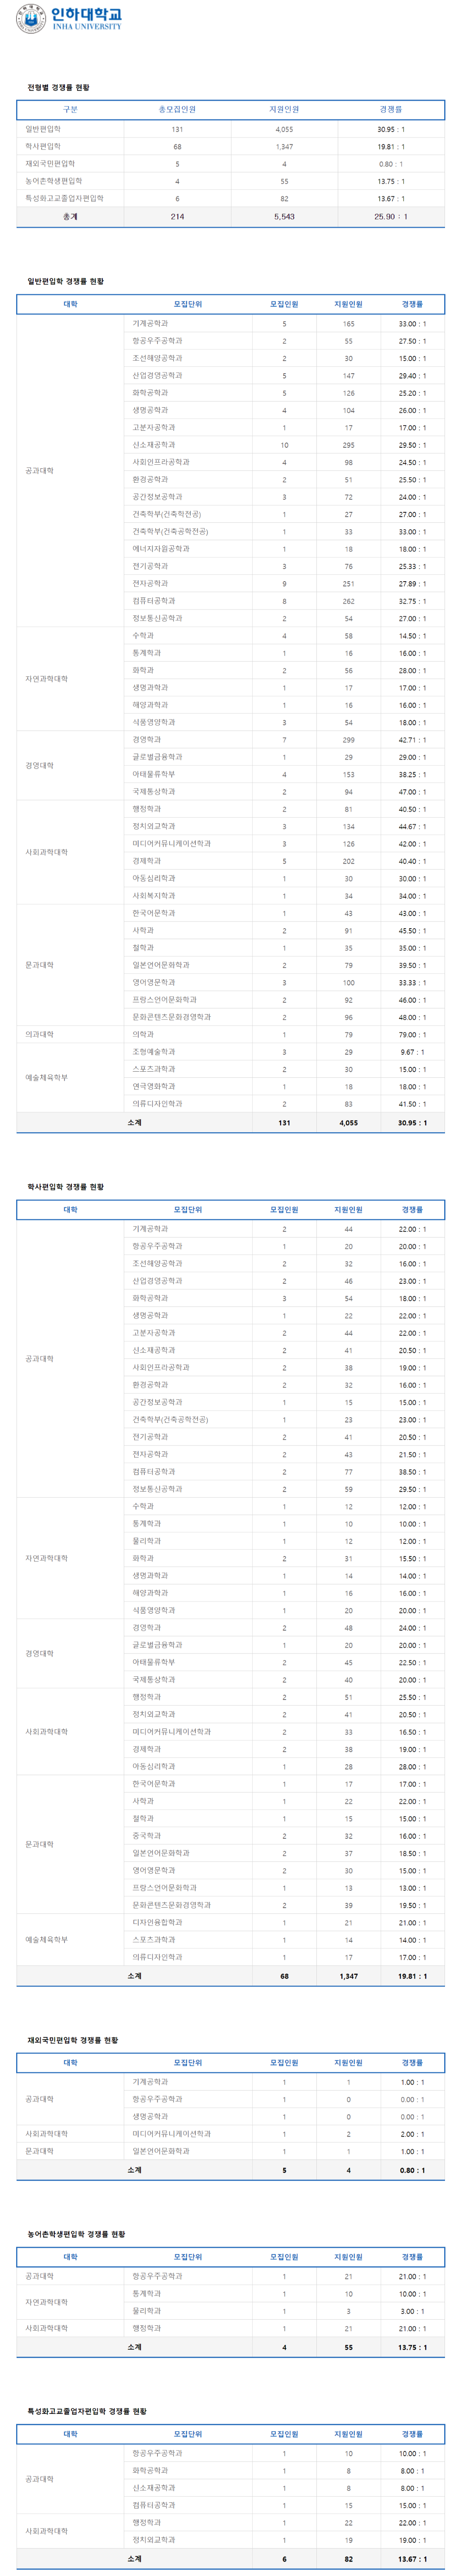 인하대학교
INHA UNIVERSITY
전형별 경쟁률 현황
구분 총모집인원 지원인원 경쟁률
일반편입학 131 4,055 30.95 : 1
학사편입학 68 1,347 19.81 : 1
재외국민편입학 5 4 0.80 : 1
농어촌학생편입학 4 55 13.75 : 1
특성화고교졸업자편입학 6 82 13.67 : 1
총계 214 5,543 25.90 : 1
일반편입학 경쟁률 현황
대학 모집단위 모집인원 지원인원 경쟁률
공과대학 기계공학과 5 165 33.00 : 1
항공우주공학과 2 55 27.50 : 1
조선해양공학과 2 30 15.00 : 1
산업경영공학과 5 147 29.40 : 1
화학공학과 5 126 25.20 : 1
생명공학과 4 104 26.00 : 1
고분자공학과 1 17 17.00 : 1
신소재공학과 10 295 29.50 : 1
사회인프라공학과 4 98 24.50 : 1
환경공학과 2 51 25.50 : 1
공간정보공학과 3 72 24.00 : 1
건축학부(건축학전공) 1 27 27.00 : 1
건축학부(건축공학전공) 1 33 33.00 : 1
에너지자원공학과 1 18 18.00 : 1
전기공학과 3 76 25.33 : 1
전자공학과 9 251 27.89 : 1
컴퓨터공학과 8 262 32.75 : 1
정보통신공학과 2 54 27.00 : 1
자연과학대학 수학과 4 58 14.50 : 1
통계학과 1 16 16.00 : 1
화학과 2 56 28.00 : 1
생명과학과 1 17 17.00 : 1
해양과학과 1 16 16.00 : 1
식품영양학과 3 54 18.00 : 1
경영대학 경영학과 7 299 42.71 : 1
글로벌금융학과 1 29 29.00 : 1
아태물류학부 4 153 38.25 : 1
국제통상학과 2 94 47.00 : 1
사회과학대학 행정학과 2 81 40.50 : 1
정치외교학과 3 134 44.67 : 1
미디어커뮤니케이션학과 3 126 42.00 : 1
경제학과 5 202 40.40 : 1
아동심리학과 1 30 30.00 : 1
사회복지학과 1 34 34.00 : 1
문과대학 한국어문학과 1 43 43.00 : 1
사학과 2 91 45.50 : 1
철학과 1 35 35.00 : 1
일본언어문화학과 2 79 39.50 : 1
영어영문학과 3 100 33.33 : 1
프랑스언어문화학과 2 92 46.00 : 1
문화콘텐츠문화경영학과 2 96 48.00 : 1
의과대학 의학과 1 79 79.00 : 1
예술체육학부 조형예술학과 3 29 9.67 : 1
스포츠과학과 2 30 15.00 : 1
연극영화학과 1 18 18.00 : 1
의류디자인학과 2 83 41.50 : 1
소계 131 4,055 30.95 : 1
학사편입학 경쟁률 현황
대학 모집단위 모집인원 지원인원 경쟁률
공과대학 기계공학과 2 44 22.00 : 1
항공우주공학과 1 20 20.00 : 1
조선해양공학과 2 32 16.00 : 1
산업경영공학과 2 46 23.00 : 1
화학공학과 3 54 18.00 : 1
생명공학과 1 22 22.00 : 1
고분자공학과 2 44 22.00 : 1
신소재공학과 2 41 20.50 : 1
사회인프라공학과 2 38 19.00 : 1
환경공학과 2 32 16.00 : 1
공간정보공학과 1 15 15.00 : 1
건축학부(건축공학전공) 1 23 23.00 : 1
전기공학과 2 41 20.50 : 1
전자공학과 2 43 21.50 : 1
컴퓨터공학과 2 77 38.50 : 1
정보통신공학과 2 59 29.50 : 1
자연과학대학 수학과 1 12 12.00 : 1
통계학과 1 10 10.00 : 1
물리학과 1 12 12.00 : 1
화학과 2 31 15.50 : 1
생명과학과 1 14 14.00 : 1
해양과학과 1 16 16.00 : 1
식품영양학과 1 20 20.00 : 1
경영대학 경영학과 2 48 24.00 : 1
글로벌금융학과 1 20 20.00 : 1
아태물류학부 2 45 22.50 : 1
국제통상학과 2 40 20.00 : 1
사회과학대학 행정학과 2 51 25.50 : 1
정치외교학과 2 41 20.50 : 1
미디어커뮤니케이션학과 2 33 16.50 : 1
경제학과 2 38 19.00 : 1
아동심리학과 1 28 28.00 : 1
문과대학 한국어문학과 1 17 17.00 : 1
사학과 1 22 22.00 : 1
철학과 1 15 15.00 : 1
중국학과 2 32 16.00 : 1
일본언어문화학과 2 37 18.50 : 1
영어영문학과 2 30 15.00 : 1
프랑스언어문화학과 1 13 13.00 : 1
문화콘텐츠문화경영학과 2 39 19.50 : 1
예술체육학부 디자인융합학과 1 21 21.00 : 1
스포츠과학과 1 14 14.00 : 1
의류디자인학과 1 17 17.00 : 1
소계 68 1,347 19.81 : 1
재외국민편입학 경쟁률 현황
대학 모집단위 모집인원 지원인원 경쟁률
공과대학 기계공학과 1 1 1.00 : 1
항공우주공학과 1 0 0.00 : 1
생명공학과 1 0 0.00 : 1
사회과학대학 미디어커뮤니케이션학과 1 2 2.00 : 1
문과대학 일본언어문화학과 1 1 1.00 : 1
소계 5 4 0.80 : 1
농어촌학생편입학 경쟁률 현황
대학 모집단위 모집인원 지원인원 경쟁률
공과대학 항공우주공학과 1 21 21.00 : 1
자연과학대학 통계학과 1 10 10.00 : 1
물리학과 1 3 3.00 : 1
사회과학대학 행정학과 1 21 21.00 : 1
소계 4 55 13.75 : 1
특성화고교졸업자편입학 경쟁률 현황
대학 모집단위 모집인원 지원인원 경쟁률
공과대학 항공우주공학과 1 10 10.00 : 1
화학공학과 1 8 8.00 : 1
신소재공학과 1 8 8.00 : 1
컴퓨터공학과 1 15 15.00 : 1
사회과학대학 행정학과 1 22 22.00 : 1
정치외교학과 1 19 19.00 : 1
소계 6 82 13.67 : 1